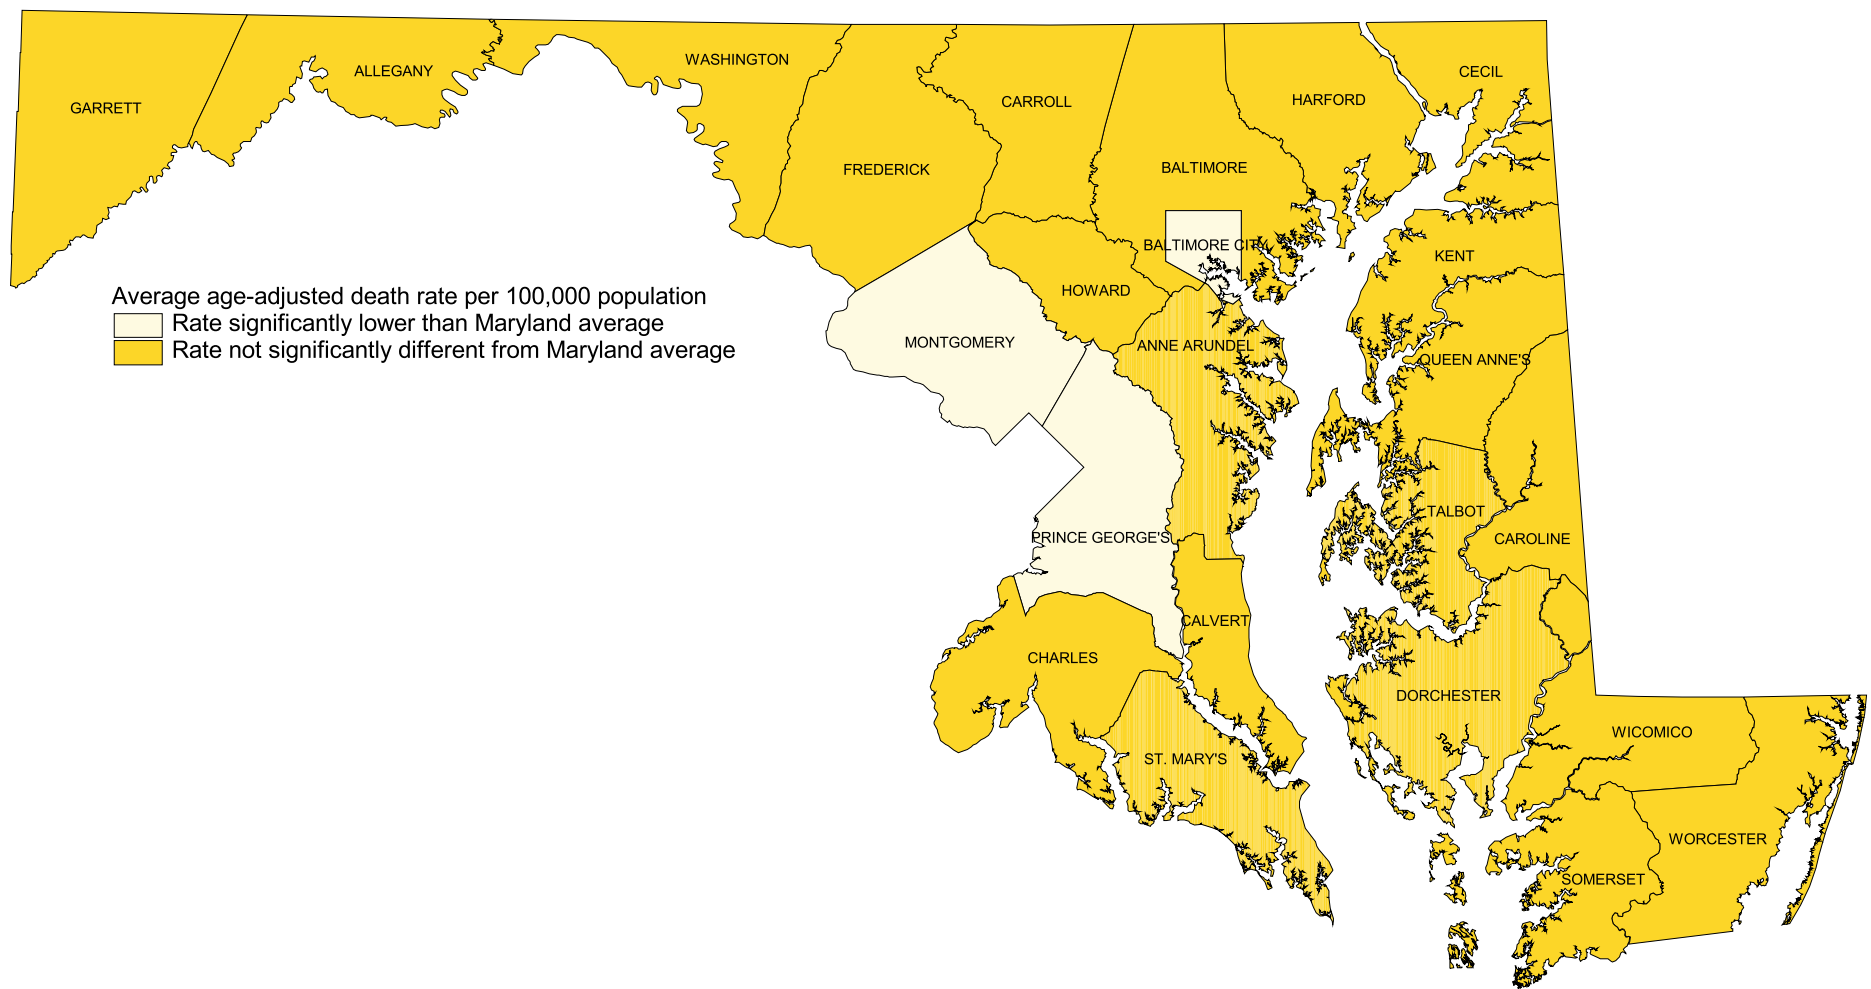 WASHINGTON
ALLEGANY
CECIL
GARRETT
CARROLL
HARFORD
FREDERICK
BALTIMORE
BALTIMORE CITY
KENT
HOWARD
Average age-adjusted death rate per 100,000 population
Rate significantly lower than Maryland average
Rate not significantly different from Maryland average
MONTGOMERY
ANNE ARUNDEL
QUEEN ANNE'S
TALBOT
PRINCE GEORGE'S
CAROLINE
CALVERT
CHARLES
DORCHESTER
WICOMICO
ST. MARY'S
WORCESTER
SOMERSET